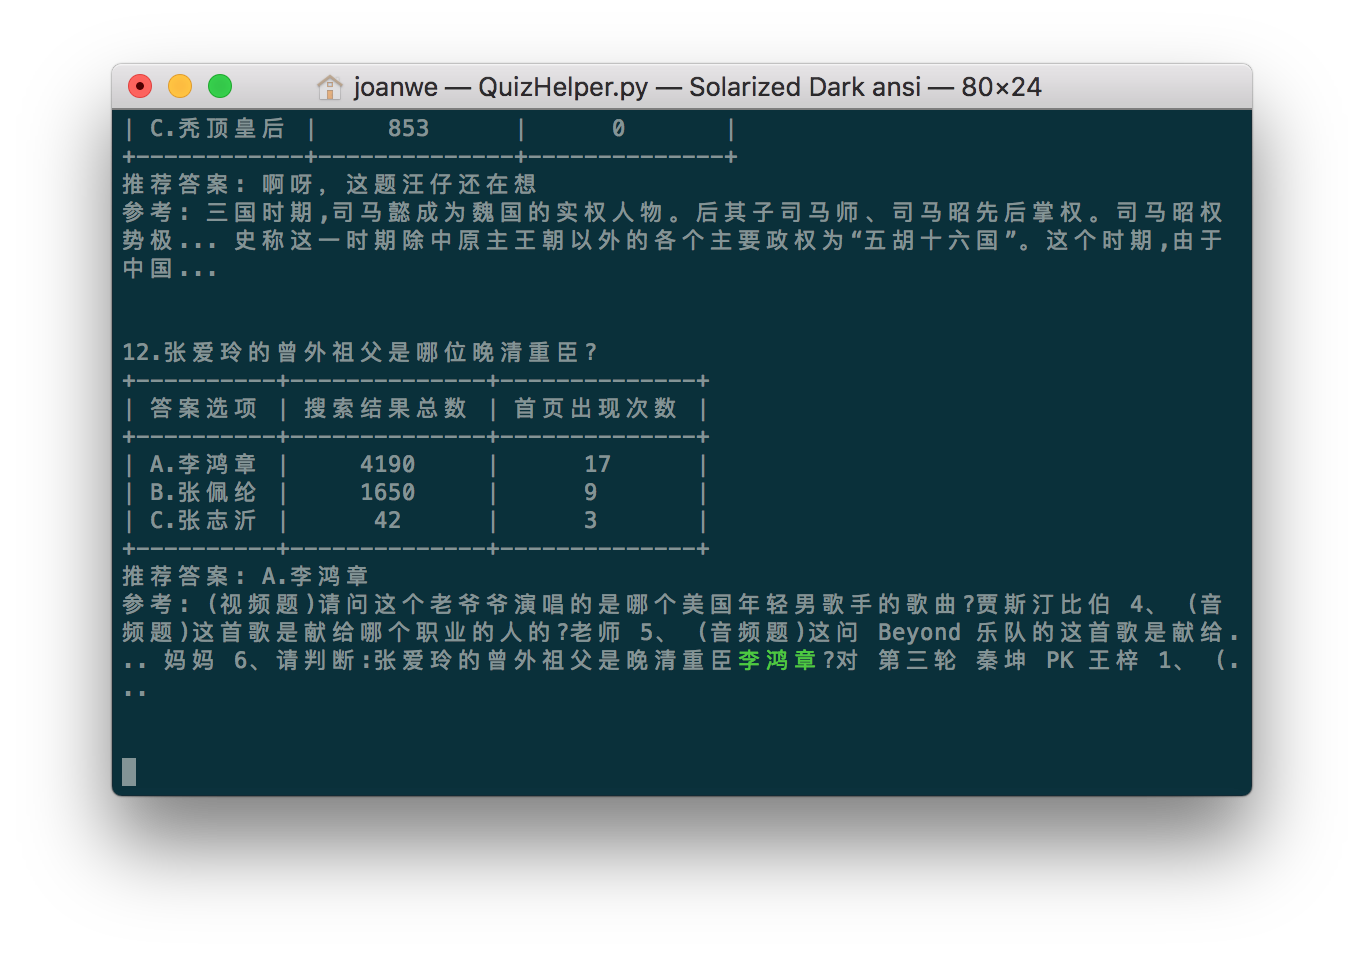 joanwe — QuizHelper.py — Solarized Dark ansi — 80×24
| C.秃顶皇后 | 853 | 0 |
+------------+--------------+--------------+
推荐答案: 啊呀, 这题汪仔还在想
参考: 三国时期,司马懿成为魏国的实权人物。后其子司马师、司马昭先后掌权。司马昭权
势极... 史称这一时期除中原主王朝以外的各个主要政权为“五胡十六国”。这个时期,由于
中国...
12.张爱玲的曾外祖父是哪位晚清重臣?
+----------+--------------+--------------+
| 答案选项 | 搜索结果总数 | 首页出现次数 |
+----------+--------------+--------------+
| A.李鸿章 | 4190 | 17 |
| B.张佩纶 | 1650 | 9 |
| C.张志沂 | 42 | 3 |
+----------+--------------+--------------+
推荐答案: A.李鸿章
参考: (视频题)请问这个老爷爷演唱的是哪个美国年轻男歌手的歌曲?贾斯汀比伯 4、 (音
频题)这首歌是献给哪个职业的人的?老师 5、 (音频题)这问 Beyond 乐队的这首歌是献给.
.. 妈妈 6、请判断:张爱玲的曾外祖父是晚清重臣李鸿章?对 第三轮 秦坤 PK 王梓 1、 (.
..